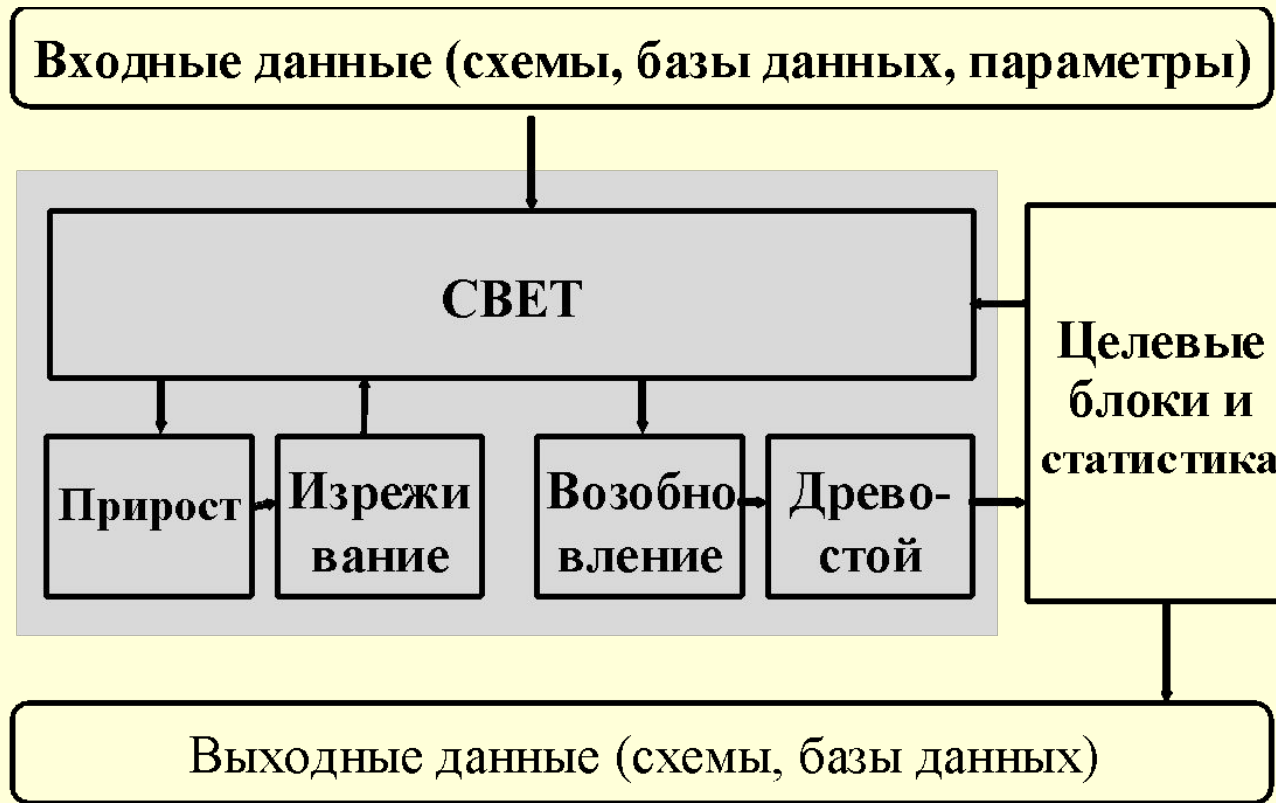 Входные данные (схемы, базы данных, параметры)
СВЕТ
Целевые
блоки и
статистика
Прирост
Изрежи
вание
Возобно
вление
Древо-
стой
Выходные данные (схемы, базы данных)